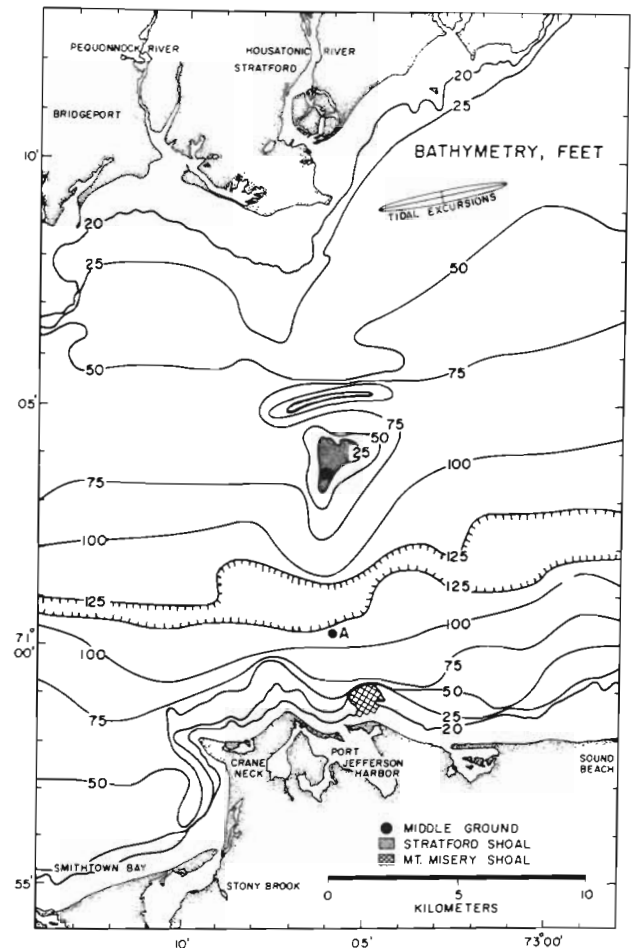 PEQUONNOCK RIVER
HOUSATONIC RIVER
STRATFORD
BRIDGEPORT
20
25
10'
BATHYMETRY, FEET
TIDAL EXCURSIONS
20
25
50
50
75
05'
75
50
25
100
75
100
125
125
125
A
71°
00'
100
100
75
50
25
20
75
50
CRANE
NECK
PORT
JEFFERSON
HARBOR
SOUND
BEACH
MIDDLE GROUND
STRATFORD SHOAL
MT. MISERY SHOAL
SMITHTOWN BAY
55'
STONY BROOK
0 5 10
KILOMETERS
10' 05' 73°00'